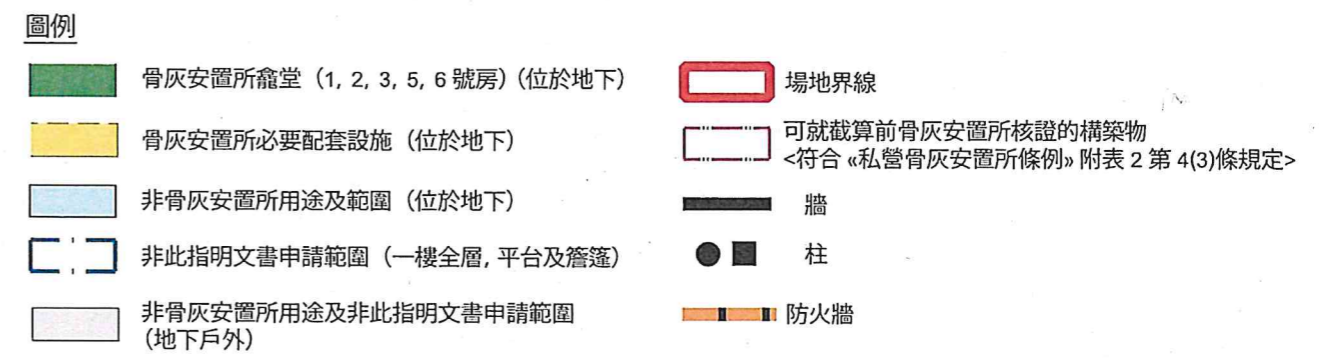 圖例
骨灰安置所龕堂（1, 2, 3, 5, 6 號房）（位於地下）
骨灰安置所必要配套設施（位於地下）
非骨灰安置所用途及範圍（位於地下）
非此指明文書申請範圍（一樓全層, 平台及簷篷）
非骨灰安置所用途及非此指明文書申請範圍
（地下戶外）
場地界線
可就截算前骨灰安置所核證的構築物
<符合 «私營骨灰安置所條例» 附表 2 第 4(3)條規定>
牆
柱
防火牆